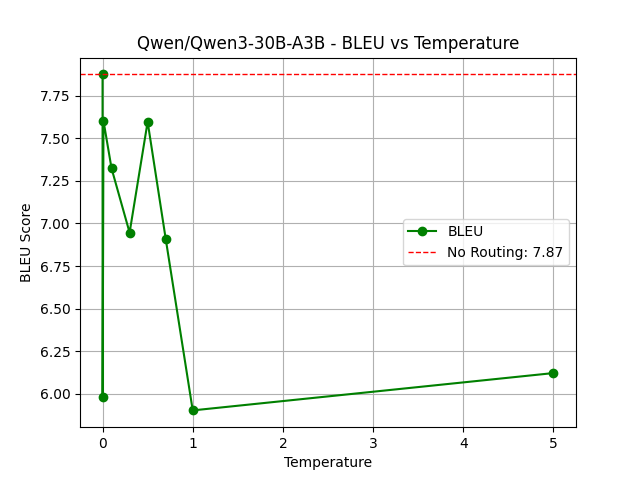 Qwen/Qwen3-30B-A3B - BLEU vs Temperature
BLEU Score
7.75
7.50
7.25
7.00
6.75
6.50
6.25
6.00
BLEU
No Routing: 7.87
0 1 2 3 4 5
Temperature